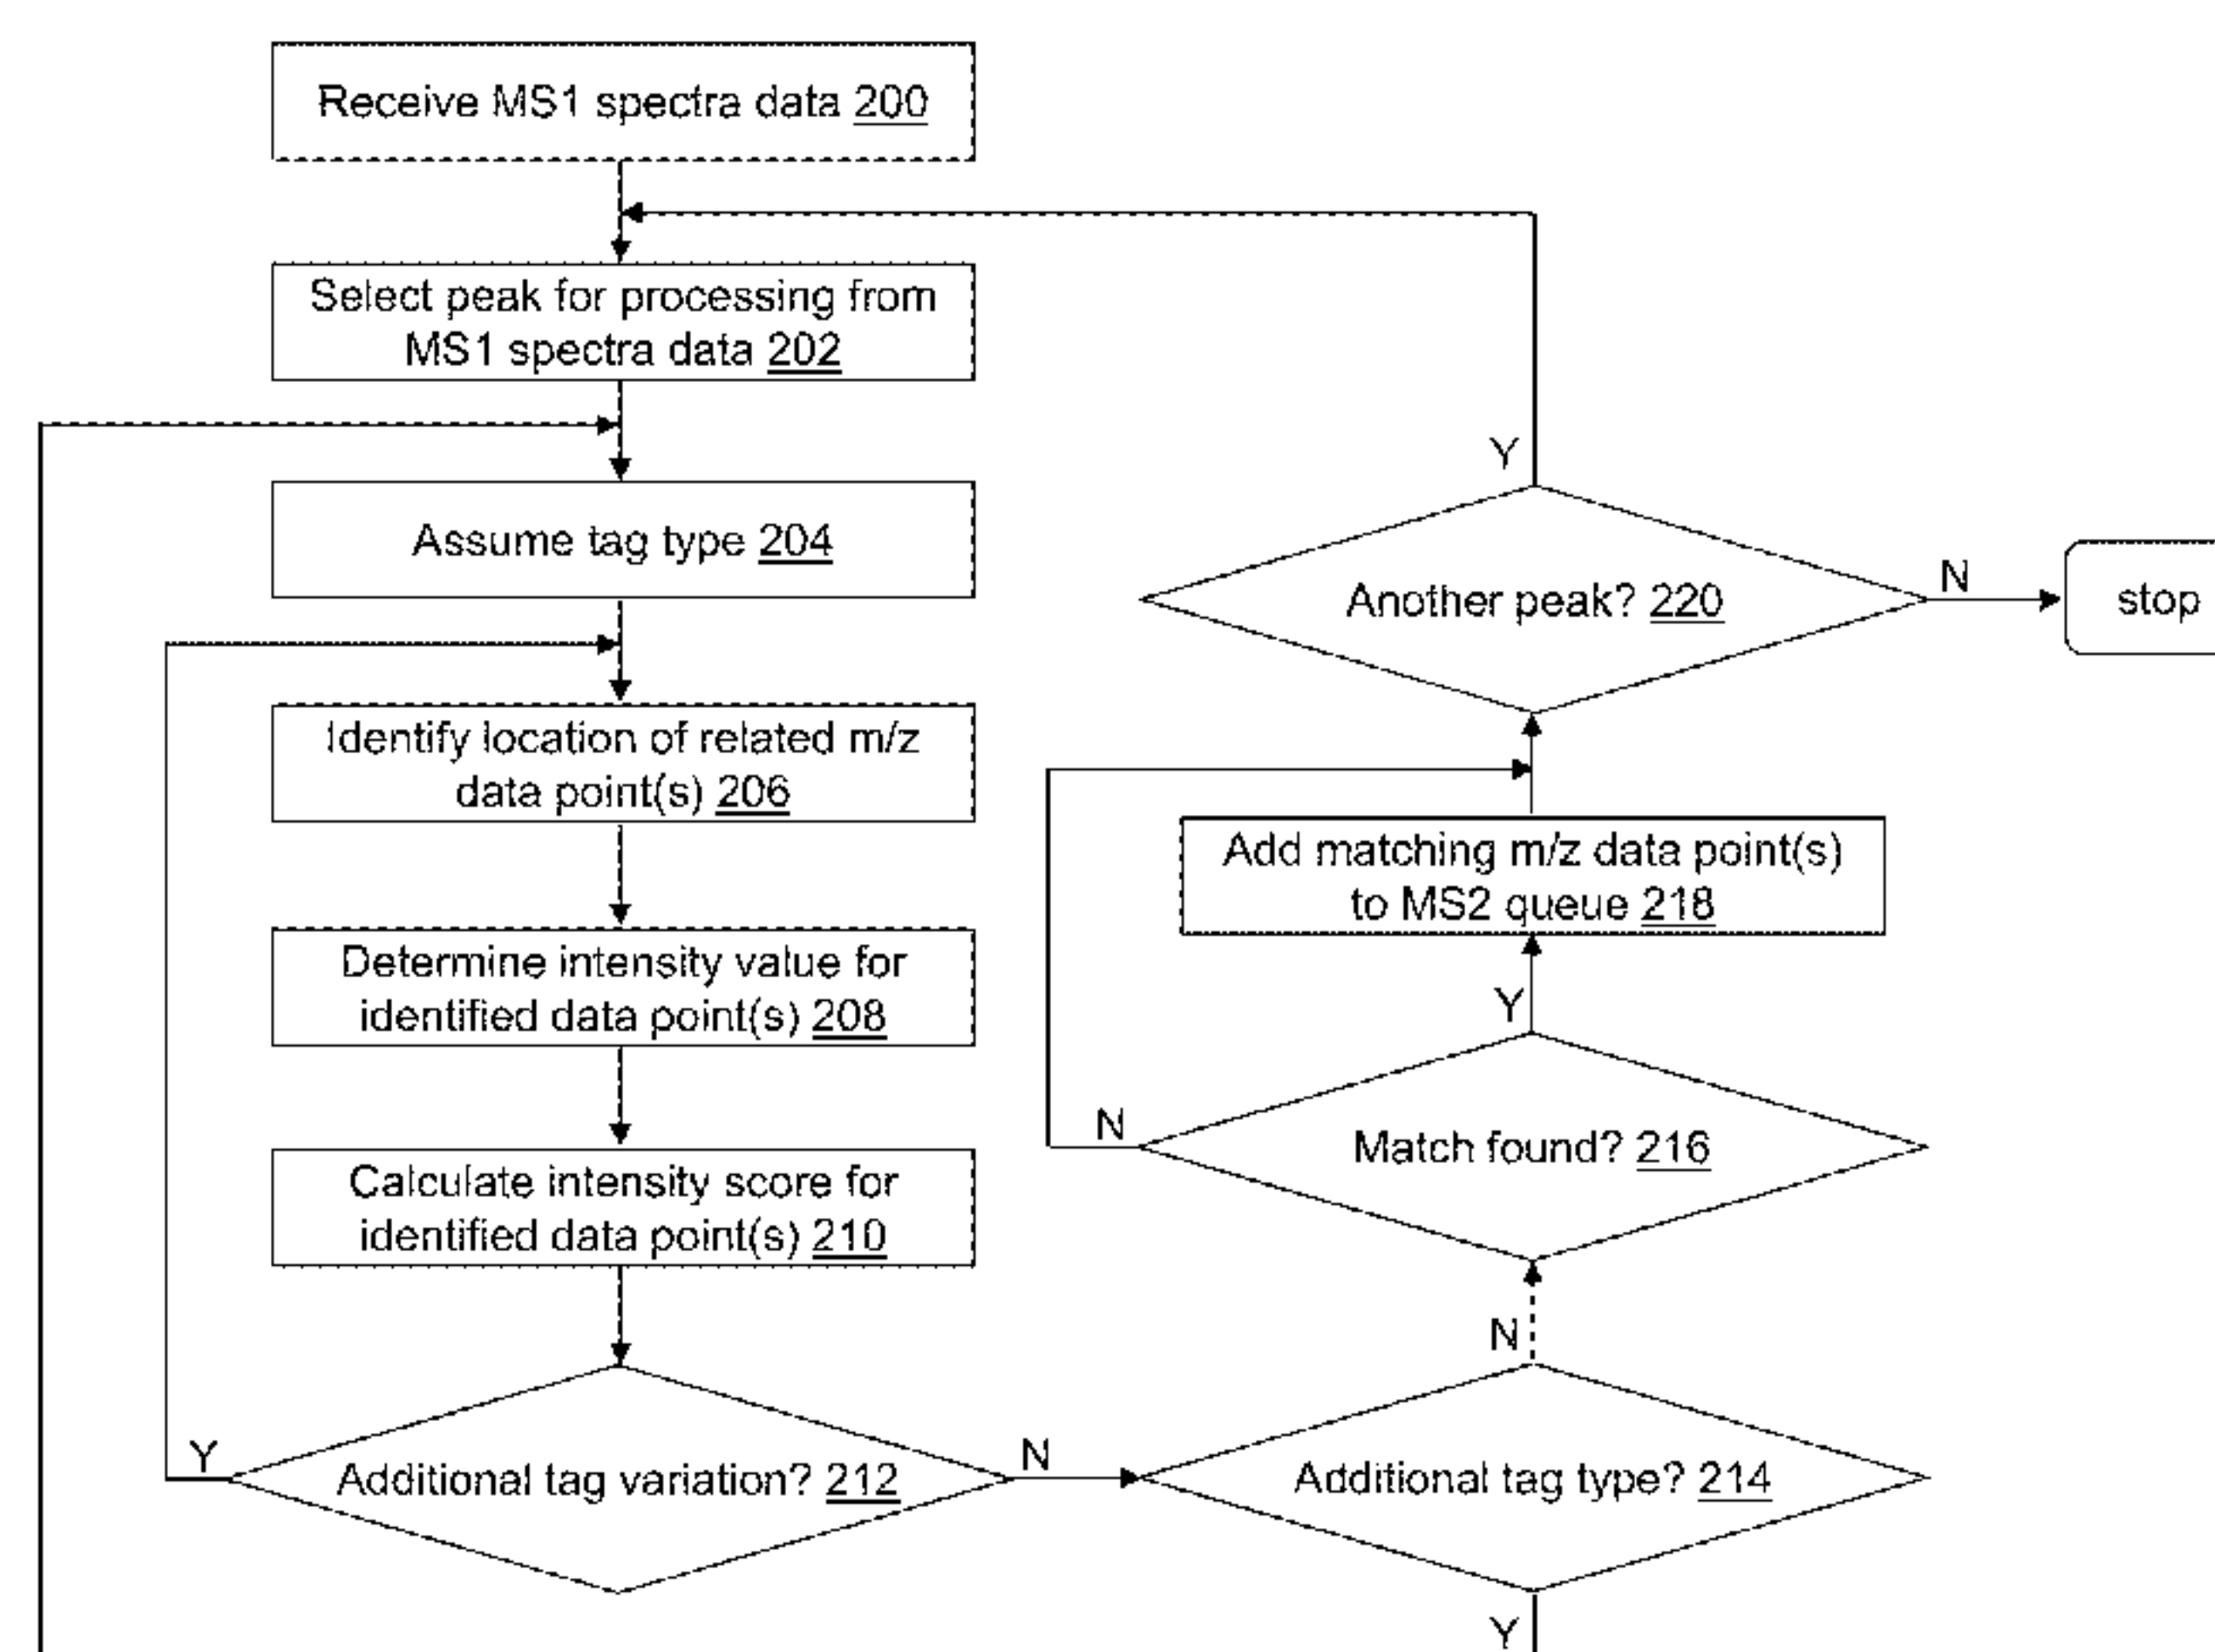 Receive MS1 spectra data 200
Select peak for processing from
MS1 spectra data 202
Assume tag type 204
Identify location of related m/z
data point(s) 206
Determine intensity value for
identified data point(s) 208
Calculate intensity score for
identified data point(s) 210
Y
Additional tag variation? 212
N
Additional tag type? 214
Y
N
Match found? 216
N
Y
Add matching m/z data point(s)
to MS2 queue 218
Another peak? 220
Y
N
stop